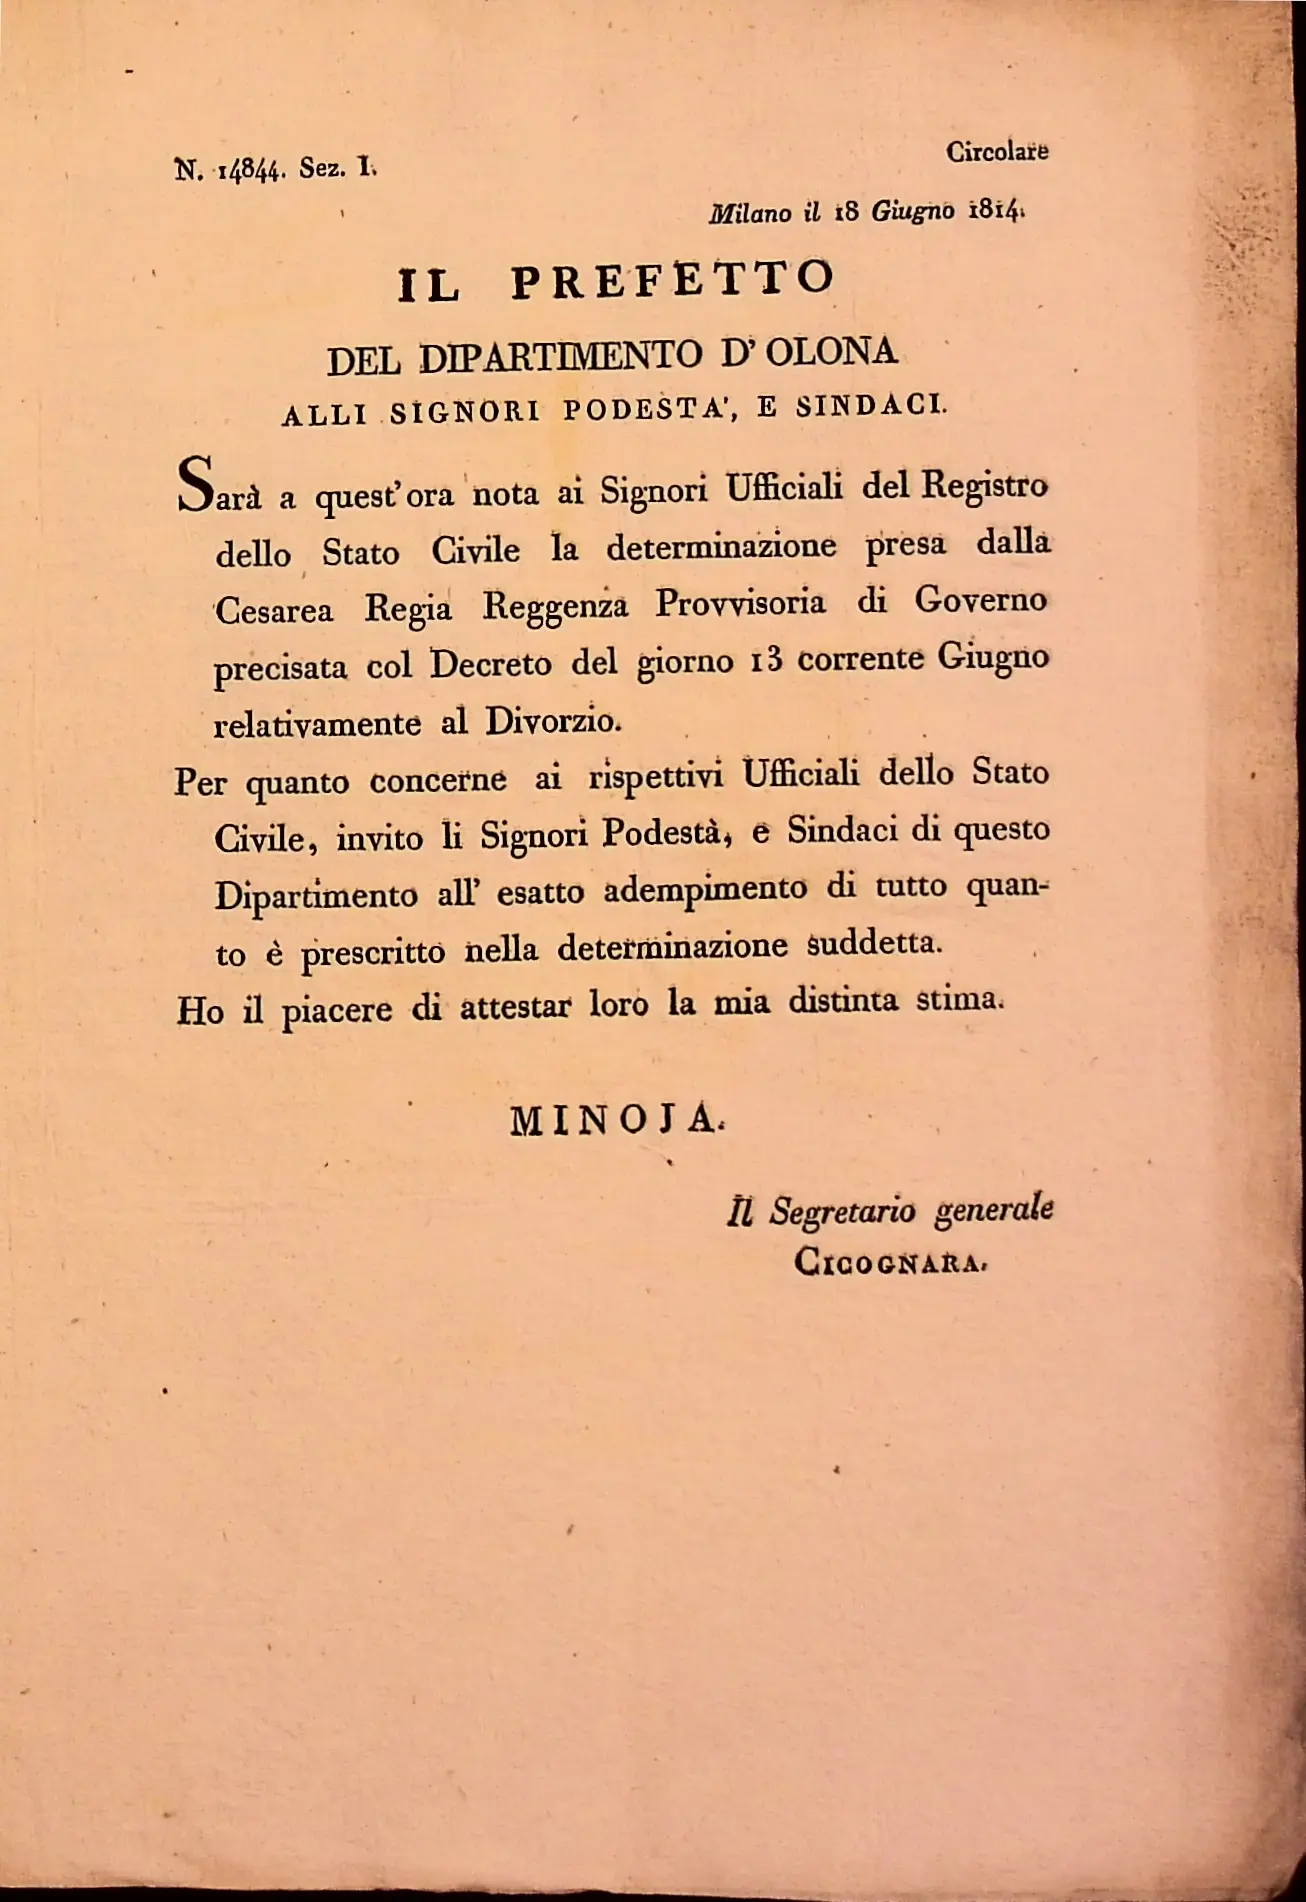 N. 14844. Sez. I.
Circolare
Milano il 18 Giugno 1814.
IL PREFETTO
DEL DIPARTIMENTO D' OLONA
ALLI SIGNORI PODESTA', E SINDACI.
Sarà a quest' ora nota ai Signori Ufficiali del Registro
dello Stato Civile la determinazione presa dalla
Cesarea Regia Reggenza Provvisoria di Governo
precisata col Decreto del giorno 13 corrente Giugno
relativamente al Divorzio.
Per quanto concerne ai rispettivi Ufficiali dello Stato
Civile, invito li Signori Podestà, e Sindaci di questo
Dipartimento all' esatto adempimento di tutto quan-
to è prescritto nella determinazione suddetta.
Ho il piacere di attestar loro la mia distinta stima.
MINOJA.
Il Segretario generale
CICOGNARA.